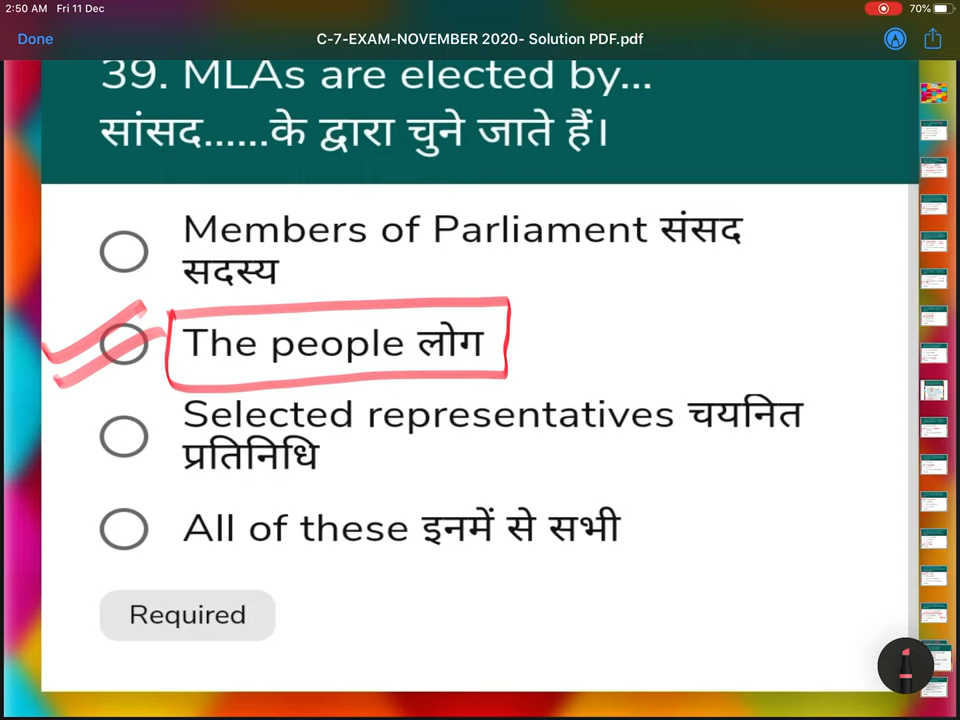 2:50 AM Fri 11 Dec 70%
Done C-7-EXAM-NOVEMBER 2020- Solution PDF.pdf
39. MLAs are elected by...
सांसद......के द्वारा चुने जाते हैं।
Members of Parliament संसद
सदस्य
The people लोग
Selected representatives चयनित
प्रतिनिधि
All of these इनमें से सभी
Required